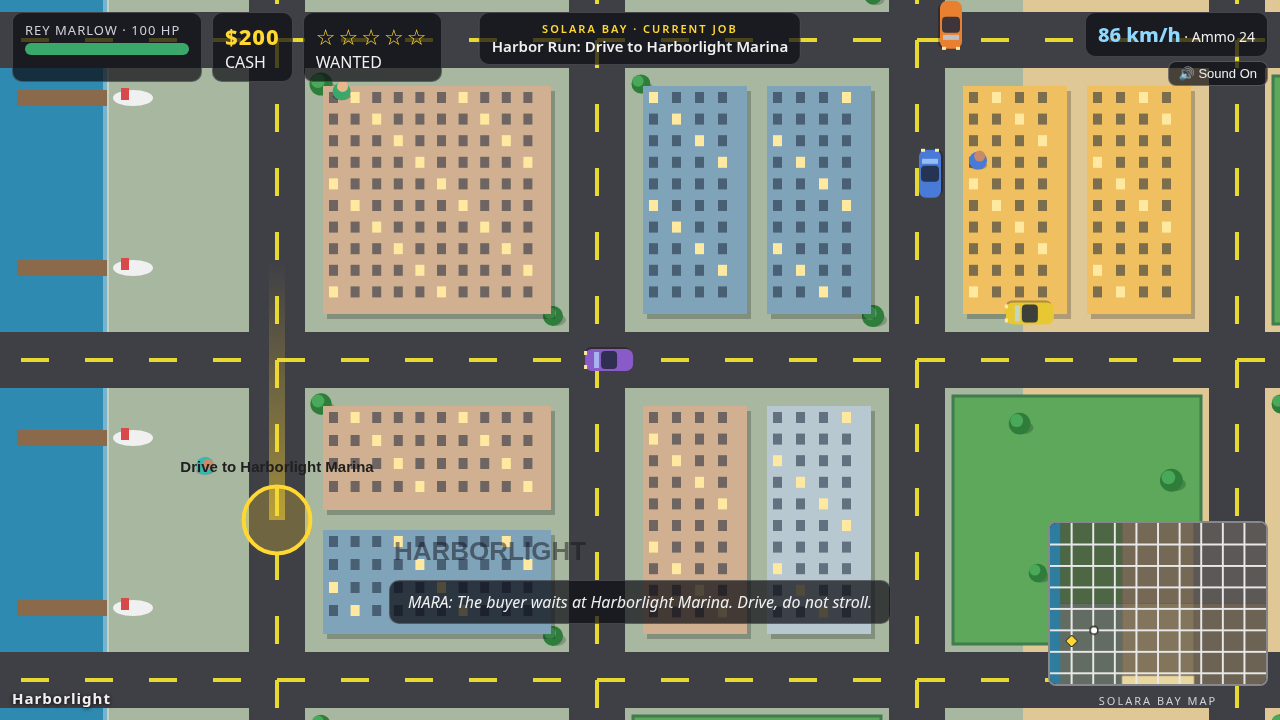 REY MARLOW · 100 HP
$200
CASH
☆☆☆☆☆
WANTED
SOLARA BAY · CURRENT JOB
Harbor Run: Drive to Harborlight Marina
86 km/h · Ammo 24
🔊 Sound On
Drive to Harborlight Marina
HARBORLIGHT
MARA: The buyer waits at Harborlight Marina. Drive, do not stroll.
Harborlight
SOLARA BAY MAP